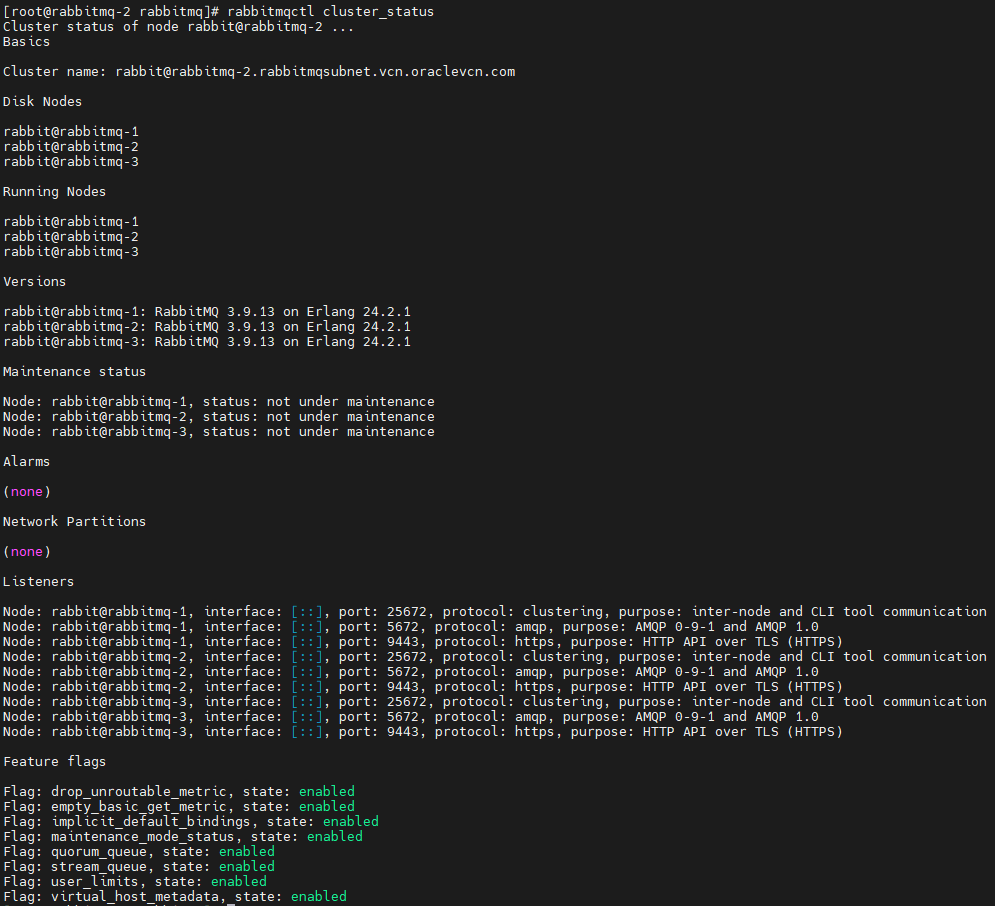 [root@rabbitmq-2 rabbitmq]# rabbitmqctl cluster_status
Cluster status of node rabbit@rabbitmq-2 ...
Basics
Cluster name: rabbit@rabbitmq-2.rabbitmqsubnet.vcn.oraclevcn.com
Disk Nodes
rabbit@rabbitmq-1
rabbit@rabbitmq-2
rabbit@rabbitmq-3
Running Nodes
rabbit@rabbitmq-1
rabbit@rabbitmq-2
rabbit@rabbitmq-3
Versions
rabbit@rabbitmq-1: RabbitMQ 3.9.13 on Erlang 24.2.1
rabbit@rabbitmq-2: RabbitMQ 3.9.13 on Erlang 24.2.1
rabbit@rabbitmq-3: RabbitMQ 3.9.13 on Erlang 24.2.1
Maintenance status
Node: rabbit@rabbitmq-1, status: not under maintenance
Node: rabbit@rabbitmq-2, status: not under maintenance
Node: rabbit@rabbitmq-3, status: not under maintenance
Alarms
(none)
Network Partitions
(none)
Listeners
Node: rabbit@rabbitmq-1, interface: [::], port: 25672, protocol: clustering, purpose: inter-node and CLI tool communication
Node: rabbit@rabbitmq-1, interface: [::], port: 5672, protocol: amqp, purpose: AMQP 0-9-1 and AMQP 1.0
Node: rabbit@rabbitmq-1, interface: [::], port: 9443, protocol: https, purpose: HTTP API over TLS (HTTPS)
Node: rabbit@rabbitmq-2, interface: [::], port: 25672, protocol: clustering, purpose: inter-node and CLI tool communication
Node: rabbit@rabbitmq-2, interface: [::], port: 5672, protocol: amqp, purpose: AMQP 0-9-1 and AMQP 1.0
Node: rabbit@rabbitmq-2, interface: [::], port: 9443, protocol: https, purpose: HTTP API over TLS (HTTPS)
Node: rabbit@rabbitmq-3, interface: [::], port: 25672, protocol: clustering, purpose: inter-node and CLI tool communication
Node: rabbit@rabbitmq-3, interface: [::], port: 5672, protocol: amqp, purpose: AMQP 0-9-1 and AMQP 1.0
Node: rabbit@rabbitmq-3, interface: [::], port: 9443, protocol: https, purpose: HTTP API over TLS (HTTPS)
Feature flags
Flag: drop_unroutable_metric, state: enabled
Flag: empty_basic_get_metric, state: enabled
Flag: implicit_default_bindings, state: enabled
Flag: maintenance_mode_status, state: enabled
Flag: quorum_queue, state: enabled
Flag: stream_queue, state: enabled
Flag: user_limits, state: enabled
Flag: virtual_host_metadata, state: enabled